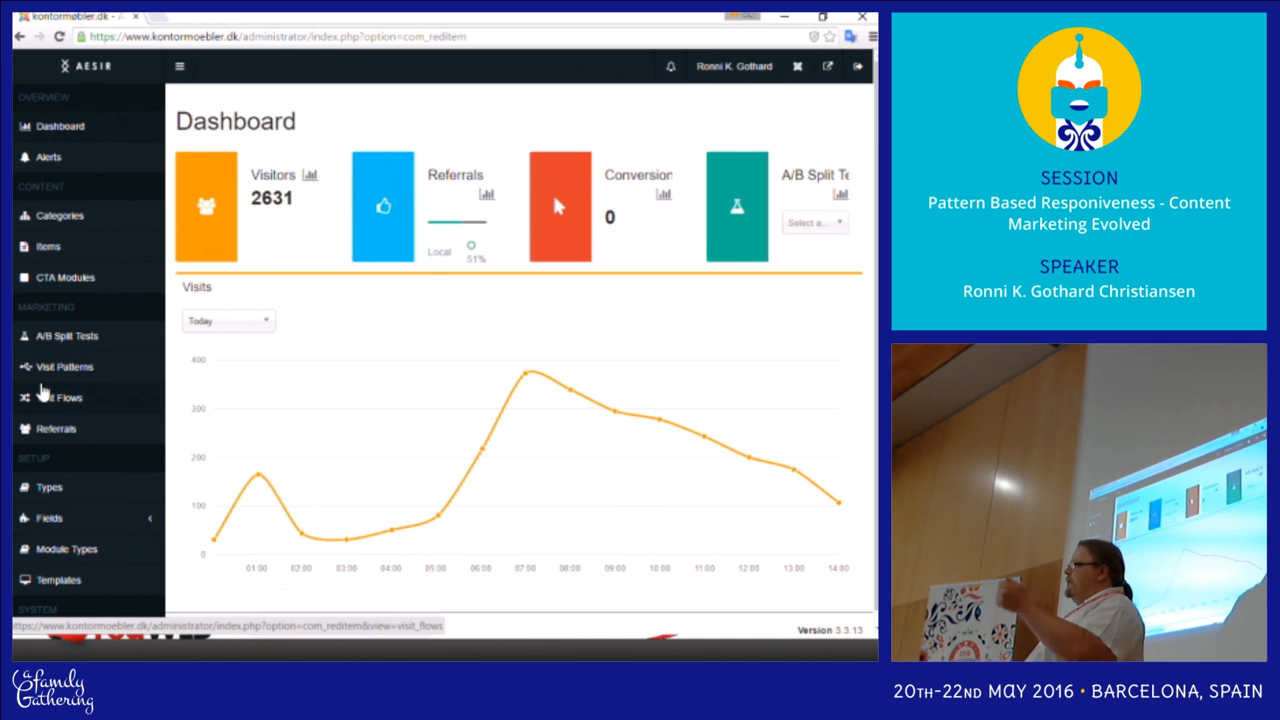 kontormøbler.dk - A
https://www.kontormoebler.dk/administrator/index.php?option=com_reditem
AESIR
Ronni K. Gothard
OVERVIEW
Dashboard
Alerts
CONTENT
Categories
Items
CTA Modules
MARKETING
A/B Split Tests
Visit Patterns
Flows
Referrals
SETUP
Types
Fields
Module Types
Templates
SYSTEM
Dashboard
Visitors
2631
Referrals
Local
51%
Conversion
0
A/B Split Te
Select a...
Visits
Today
400
300
200
100
0
01:00 02:00 03:00 04:00 05:00 06:00 07:00 08:00 09:00 10:00 11:00 12:00 13:00 14:00
ttps://www.kontormoebler.dk/administrator/index.php?option=com_reditem&view=visit_flows
Version 3.3.13
SESSION
Pattern Based Responiveness - Content
Marketing Evolved
SPEAKER
Ronni K. Gothard Christiansen
a family
Gathering
20TH-22ND MAY 2016 • BARCELONA, SPAIN